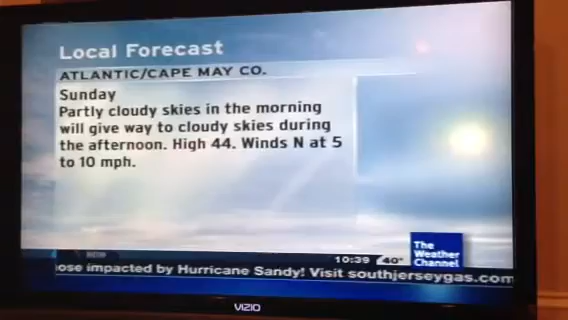 Local Forecast
ATLANTIC/CAPE MAY CO.
Sunday
Partly cloudy skies in the morning
will give way to cloudy skies during
the afternoon. High 44. Winds N at 5
to 10 mph.
The
Weather
Channel
NOW
10:39 40°
ose impacted by Hurricane Sandy! Visit southjerseygas.com
VIZIO